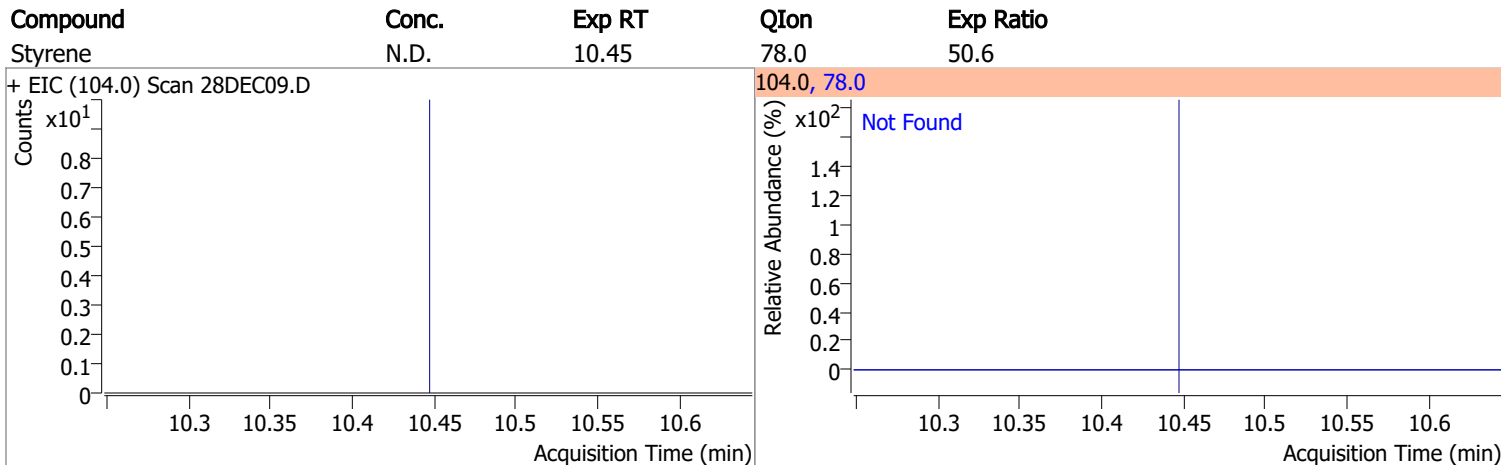 Compound Conc. Exp RT QIon Exp Ratio
Styrene N.D. 10.45 78.0 50.6
+ EIC (104.0) Scan 28DEC09.D
Counts
x10¹
0.8
0.7
0.6
0.5
0.4
0.3
0.2
0.1
0
10.3 10.35 10.4 10.45 10.5 10.55 10.6
Acquisition Time (min)
104.0, 78.0
Relative Abundance (%)
x10²
Not Found
1.4
1.2
1
0.8
0.6
0.4
0.2
0
10.3 10.35 10.4 10.45 10.5 10.55 10.6
Acquisition Time (min)